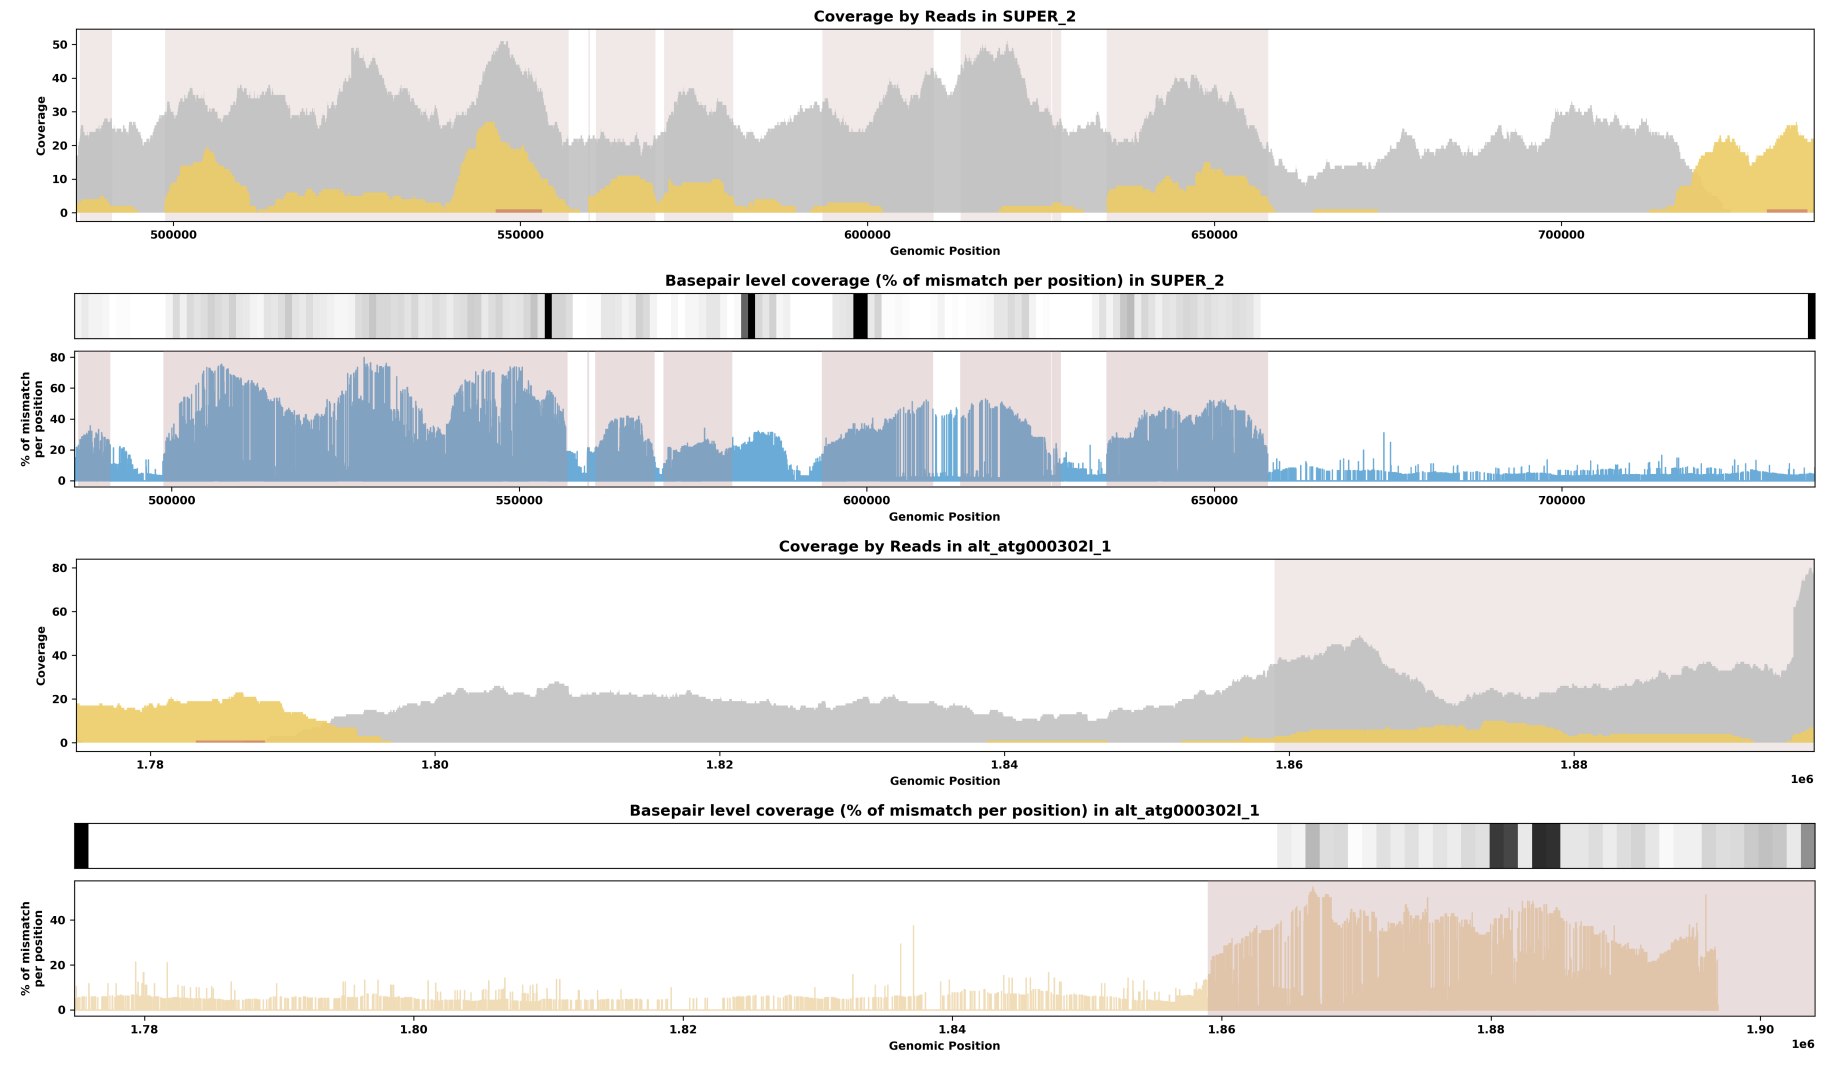 Coverage by Reads in SUPER_2
50
40
30
20
10
0
Coverage
500000 550000 600000 650000 700000
Genomic Position
Basepair level coverage (% of mismatch per position) in SUPER_2
80
60
40
20
0
% of mismatch
per position
500000 550000 600000 650000 700000
Genomic Position
Coverage by Reads in alt_atg000302l_1
80
60
40
20
0
Coverage
1.78 1.80 1.82 1.84 1.86 1.88
1e6
Genomic Position
Basepair level coverage (% of mismatch per position) in alt_atg000302l_1
40
20
0
% of mismatch
per position
1.78 1.80 1.82 1.84 1.86 1.88 1.90
1e6
Genomic Position